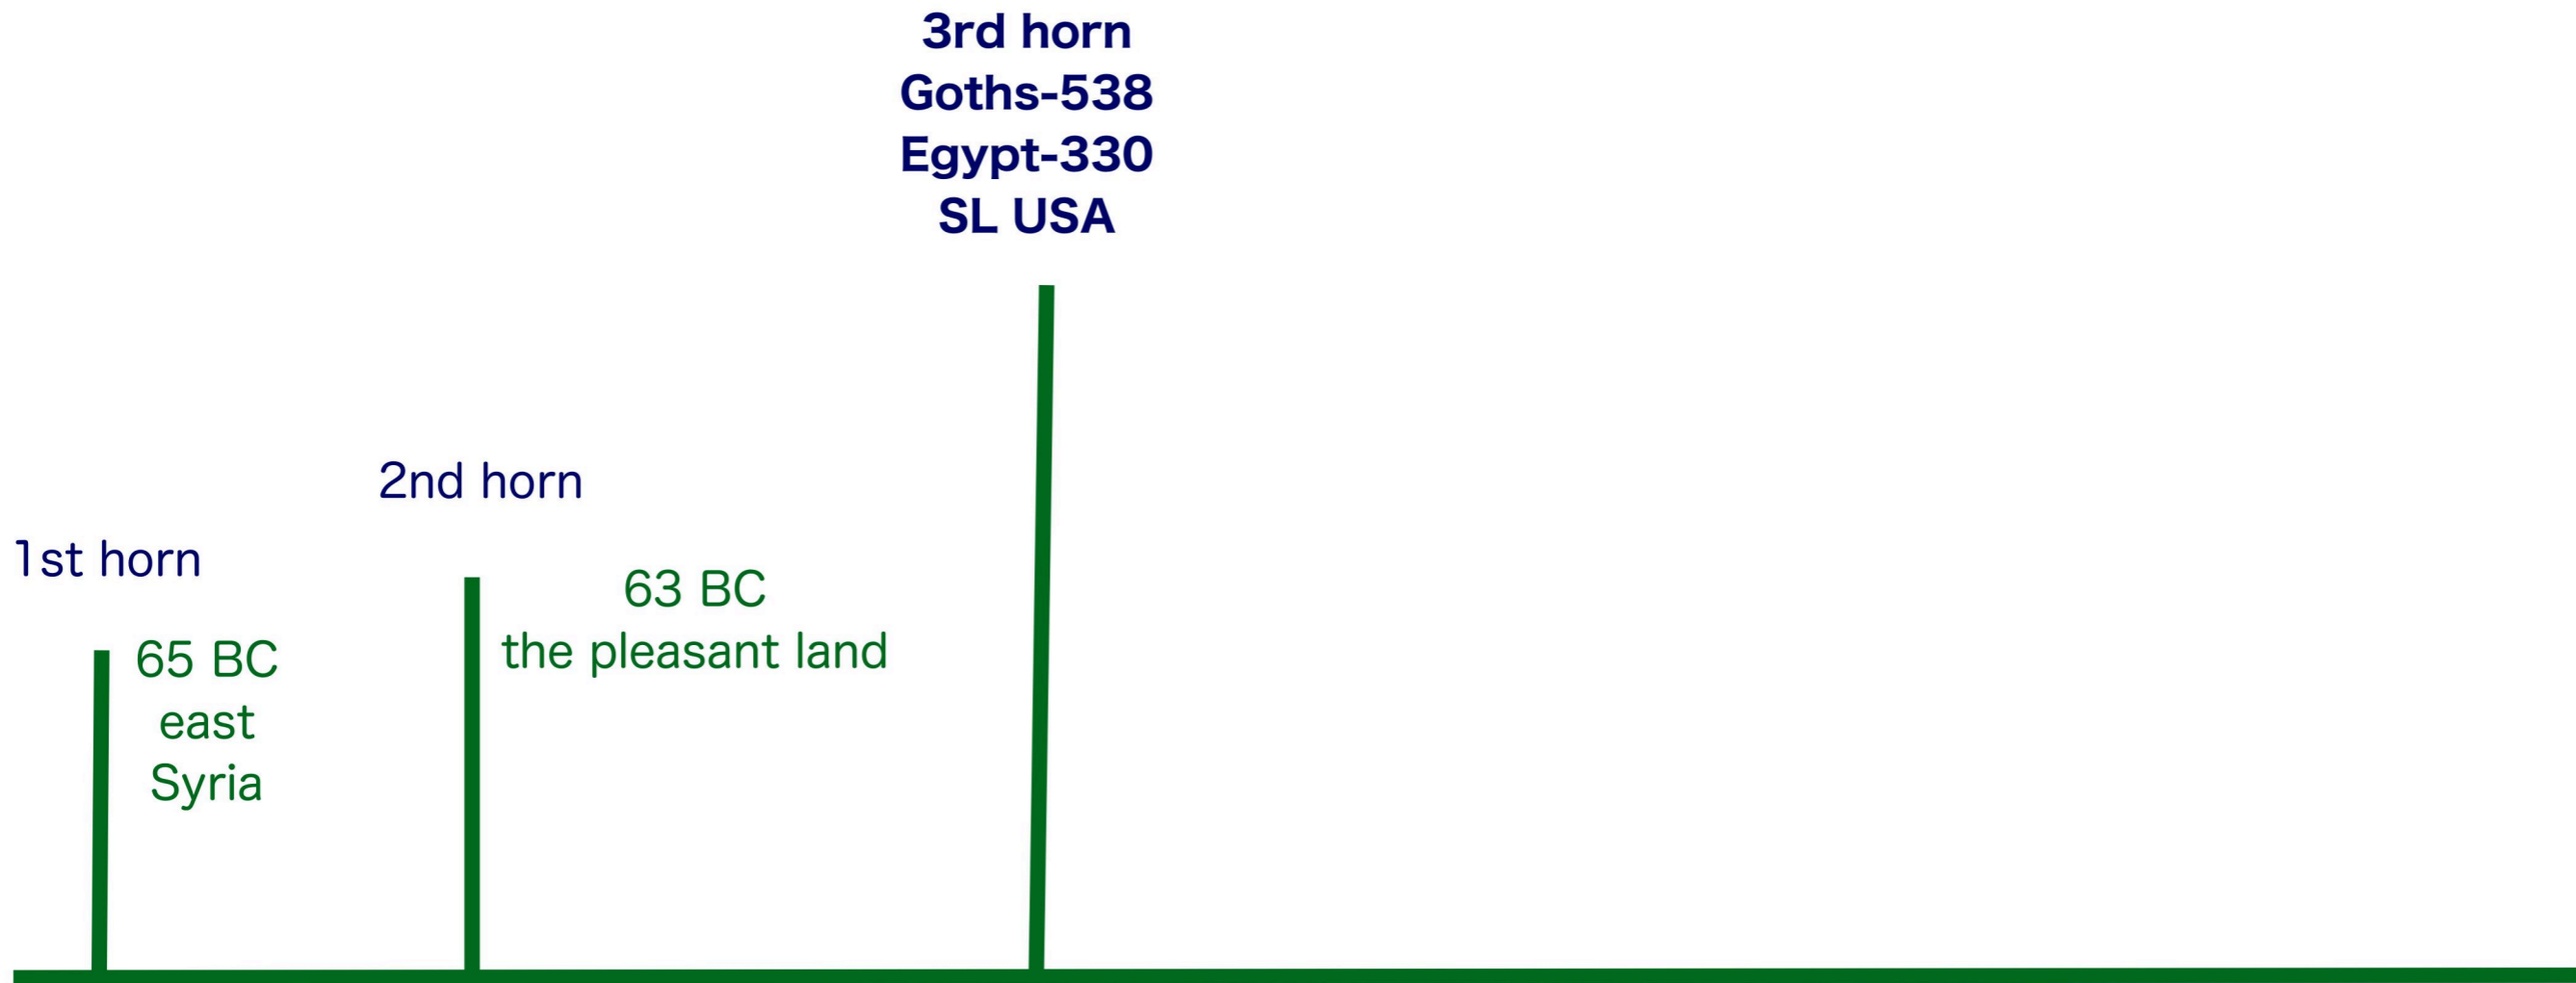 3rd horn
Goths-538
Egypt-330
SL USA
2nd horn
1st horn
63 BC
the pleasant land
65 BC
east
Syria